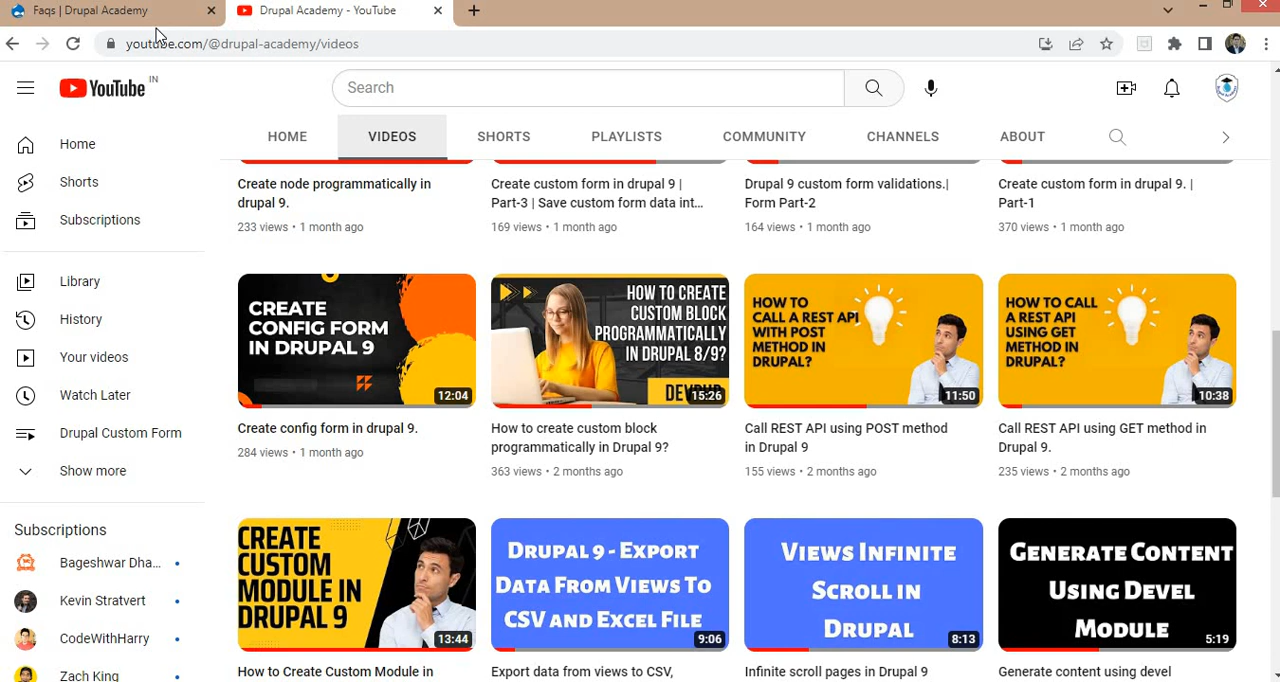 Faqs | Drupal Academy
Drupal Academy - YouTube
youtube.com/@drupal-academy/videos
YouTube IN
Search
HOME VIDEOS SHORTS PLAYLISTS COMMUNITY CHANNELS ABOUT
Home
Shorts
Subscriptions
Library
History
Your videos
Watch Later
Drupal Custom Form
Show more
Subscriptions
Bageshwar Dha...
Kevin Stratvert
CodeWithHarry
Zach King
Create node programmatically in
drupal 9.
233 views • 1 month ago
Create custom form in drupal 9 |
Part-3 | Save custom form data int...
169 views • 1 month ago
Drupal 9 custom form validations.|
Form Part-2
164 views • 1 month ago
Create custom form in drupal 9. |
Part-1
370 views • 1 month ago
CREATE
CONFIG FORM
IN DRUPAL 9
12:04
Create config form in drupal 9.
284 views • 1 month ago
HOW TO CREATE
CUSTOM BLOCK
PROGRAMMATICALLY
IN DRUPAL 8/9?
15:26
How to create custom block
programmatically in Drupal 9?
363 views • 2 months ago
HOW TO
CALL A REST API
WITH POST
METHOD IN
DRUPAL?
11:50
Call REST API using POST method
in Drupal 9
155 views • 2 months ago
HOW TO CALL
A REST API
USING GET
METHOD IN
DRUPAL?
10:38
Call REST API using GET method in
Drupal 9.
235 views • 2 months ago
CREATE
CUSTOM
MODULE IN
DRUPAL 9
13:44
How to Create Custom Module in
DRUPAL 9 - EXPORT
DATA FROM VIEWS TO
CSV AND EXCEL FILE
9:06
Export data from views to CSV,
VIEWS INFINITE
SCROLL IN
DRUPAL
8:13
Infinite scroll pages in Drupal 9
GENERATE CONTENT
USING DEVEL
MODULE
5:19
Generate content using devel